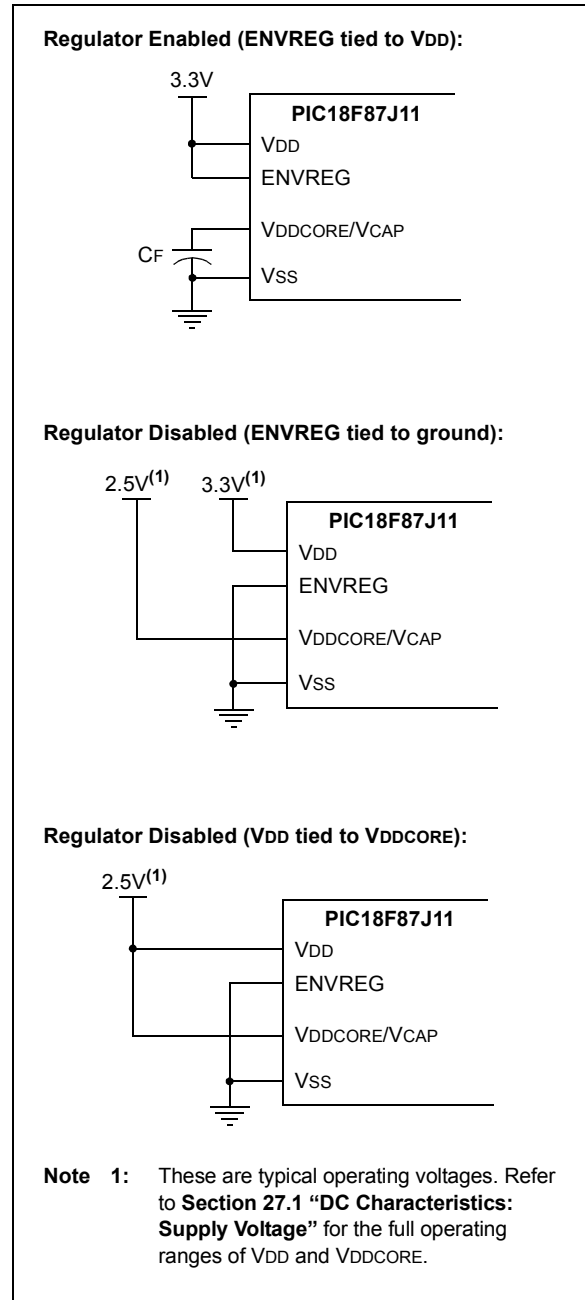 Regulator Enabled (ENVREG tied to VDD):
3.3V
PIC18F87J11
VDD
ENVREG
VDDCORE/VCAP
CF
VSS
Regulator Disabled (ENVREG tied to ground):
2.5V(1) 3.3V(1)
PIC18F87J11
VDD
ENVREG
VDDCORE/VCAP
VSS
Regulator Disabled (VDD tied to VDDCORE):
2.5V(1)
PIC18F87J11
VDD
ENVREG
VDDCORE/VCAP
VSS
Note 1: These are typical operating voltages. Refer
to Section 27.1 “DC Characteristics:
Supply Voltage” for the full operating
ranges of VDD and VDDCORE.